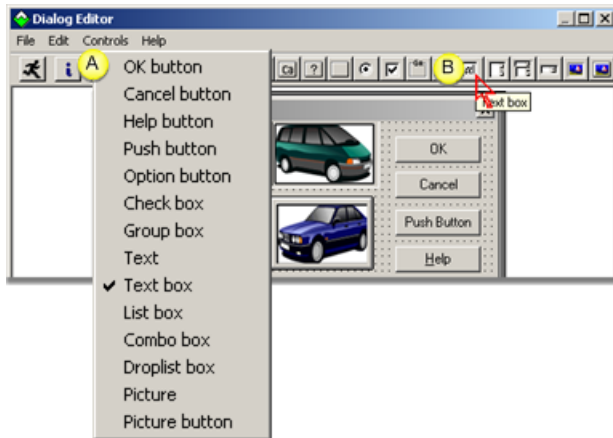 Dialog Editor
File Edit Controls Help
A
Ca ?
B
Text box
OK button
Cancel button
Help button
Push button
Option button
Check box
Group box
Text
Text box
List box
Combo box
Droplist box
Picture
Picture button
OK
Cancel
Push Button
Help